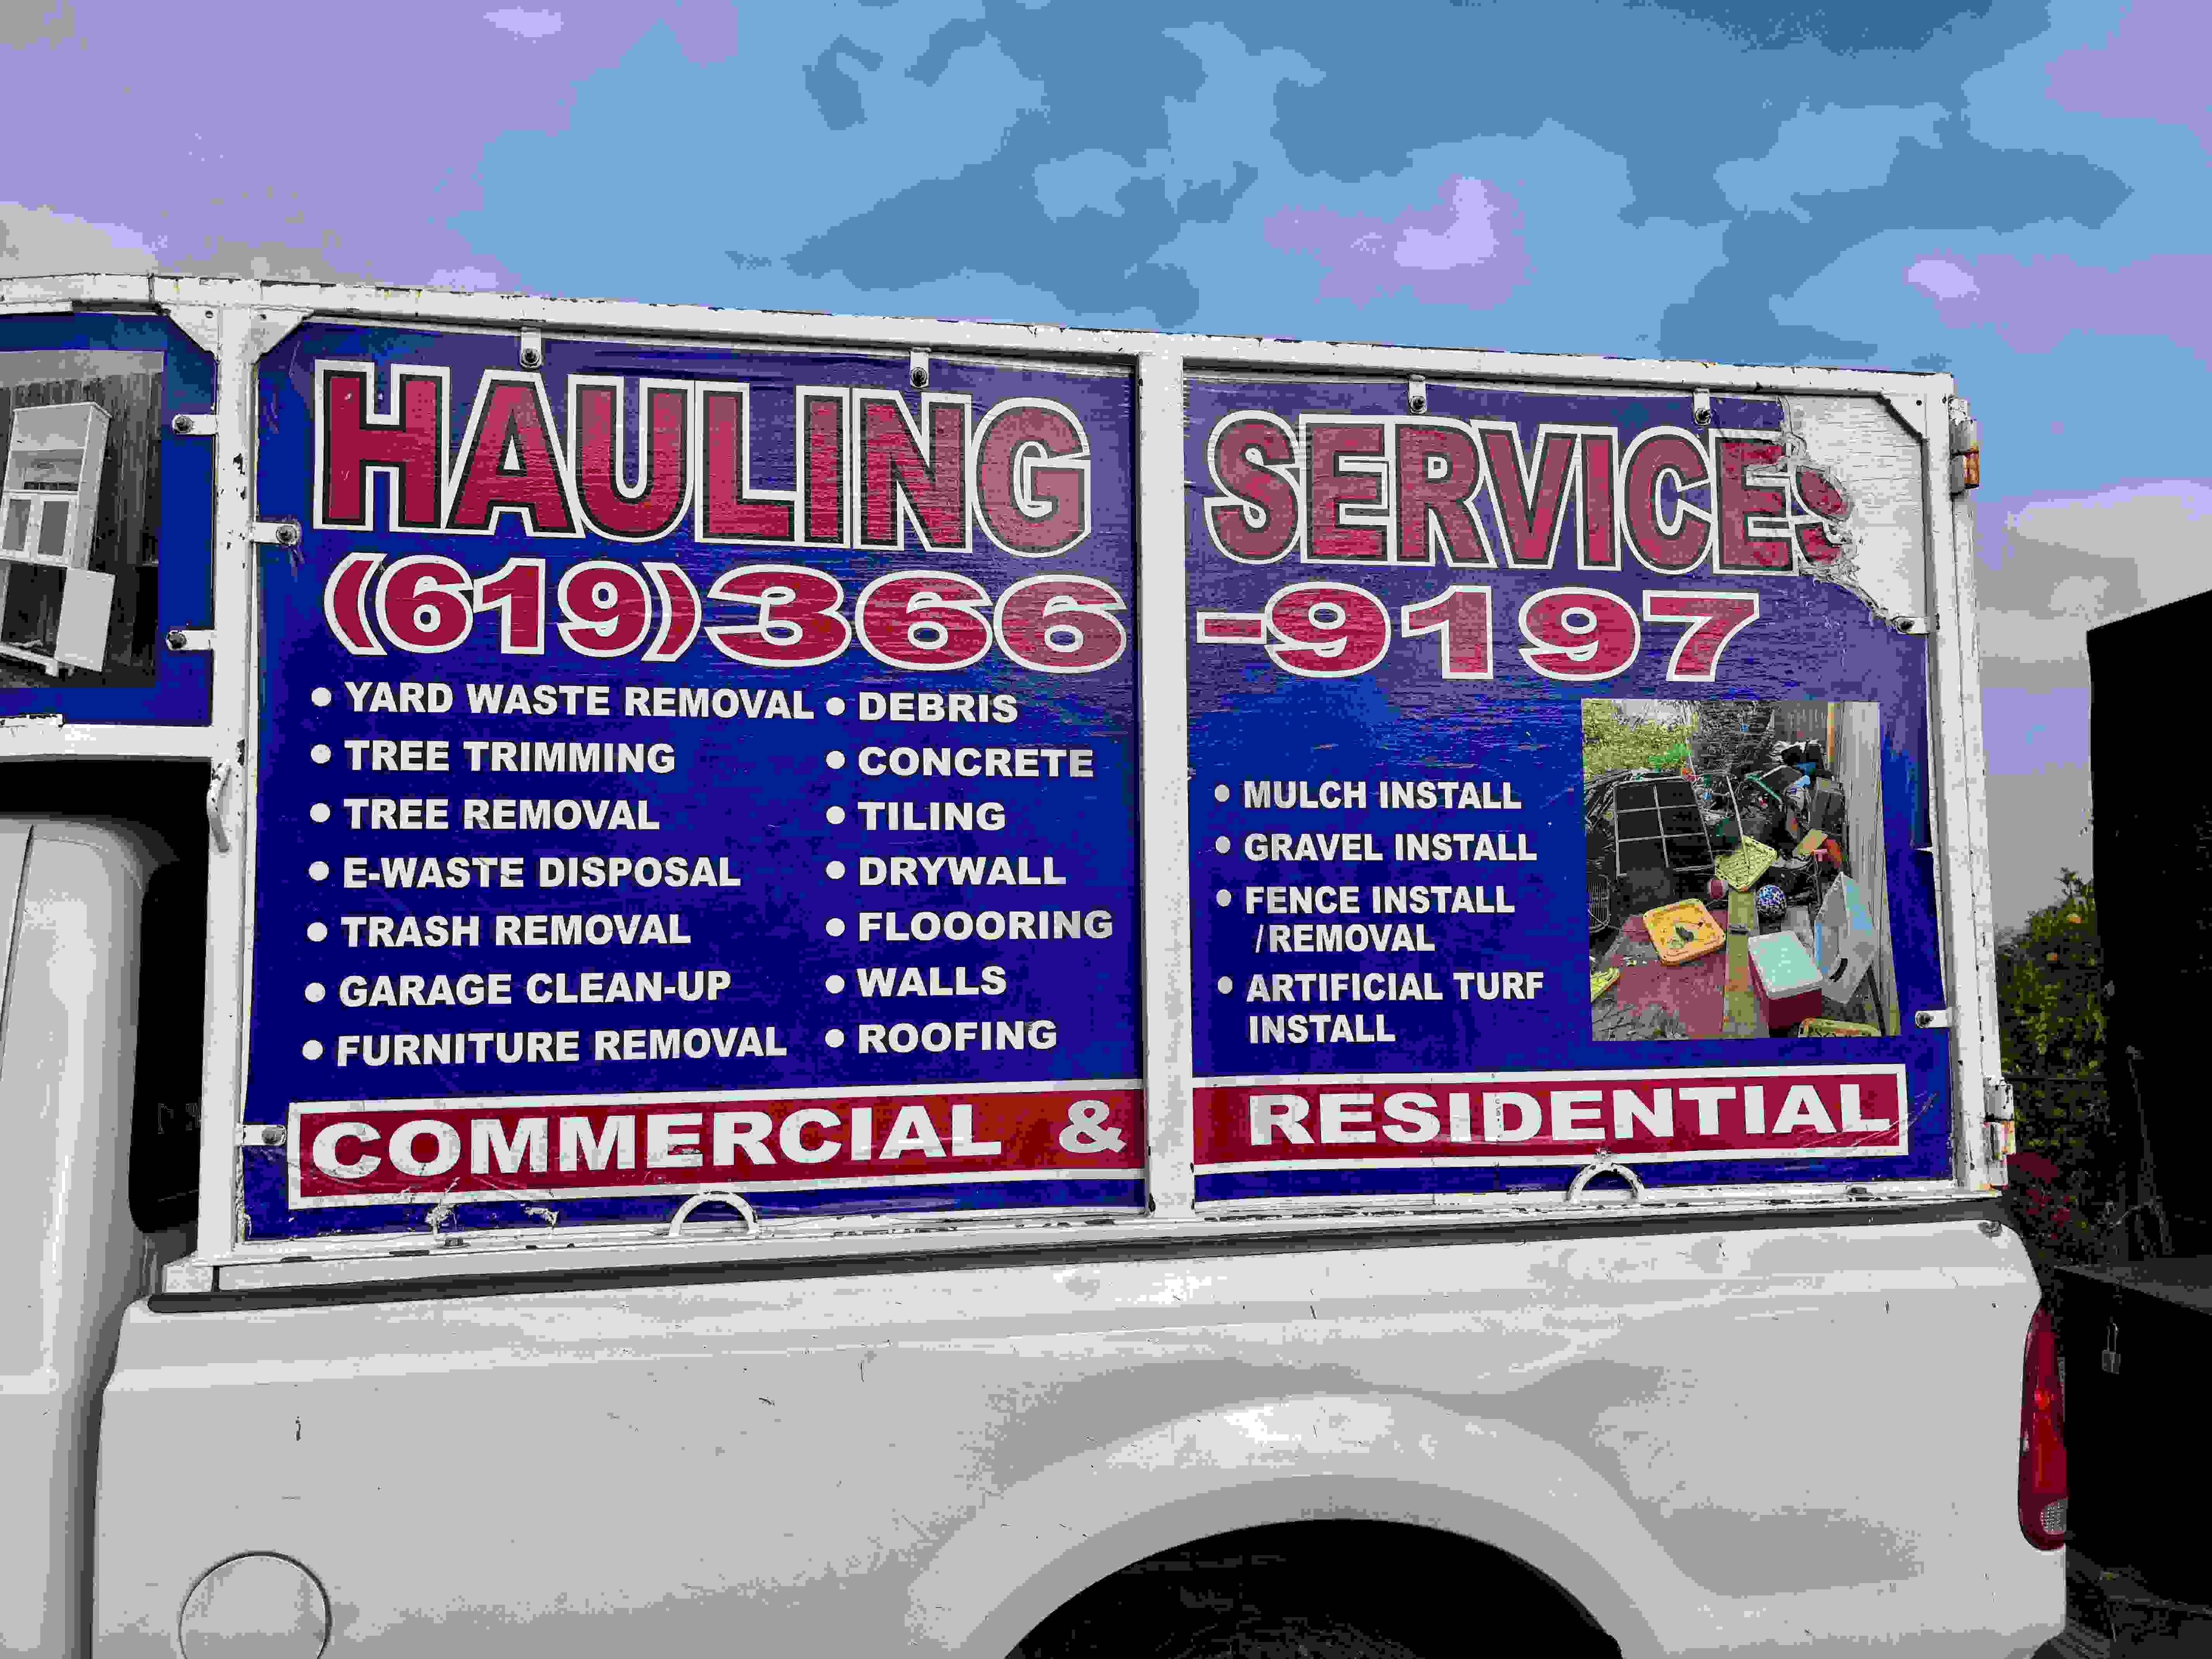 HAULING SERVICES
(619)366-9197
• YARD WASTE REMOVAL
• TREE TRIMMING
• TREE REMOVAL
• E-WASTE DISPOSAL
• TRASH REMOVAL
• GARAGE CLEAN-UP
• FURNITURE REMOVAL
• DEBRIS
• CONCRETE
• TILING
• DRYWALL
• FLOOORING
• WALLS
• ROOFING
• MULCH INSTALL
• GRAVEL INSTALL
• FENCE INSTALL
/REMOVAL
• ARTIFICIAL TURF
INSTALL
COMMERCIAL & RESIDENTIAL